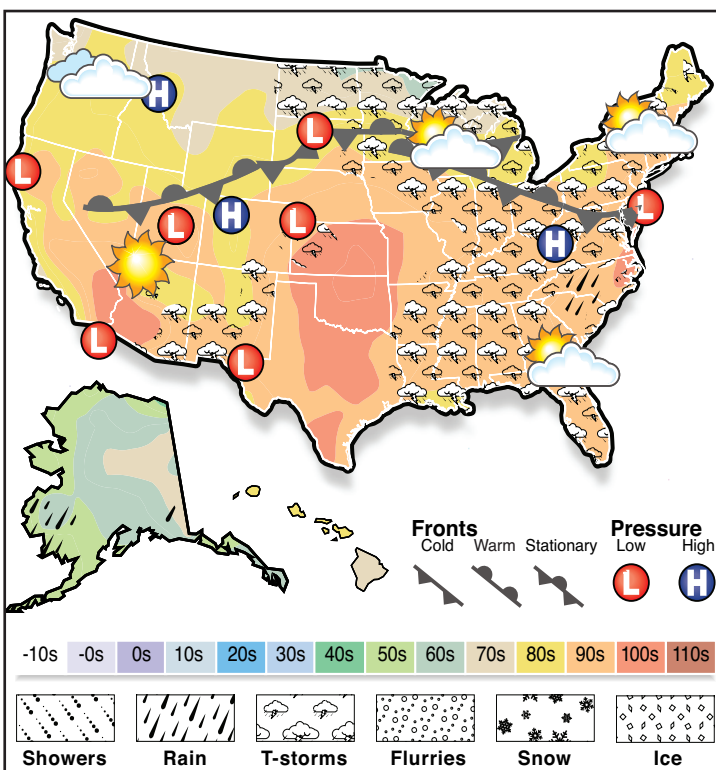 H
L
L
L
L
H
L
H
L
L
Fronts Pressure
Cold Warm Stationary Low High
L H
-10s -0s 0s 10s 20s 30s 40s 50s 60s 70s 80s 90s 100s 110s
Showers Rain T-storms Flurries Snow Ice